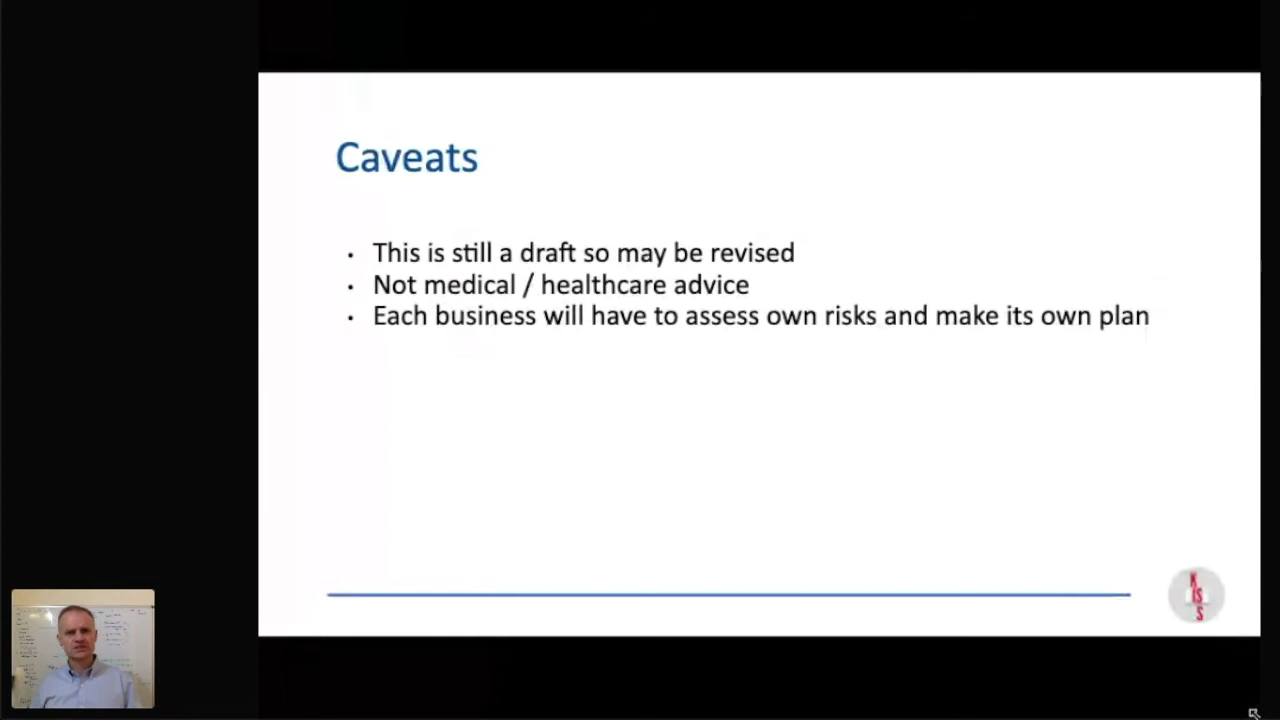 Caveats
• This is still a draft so may be revised
• Not medical / healthcare advice
• Each business will have to assess own risks and make its own plan
K
IS
S